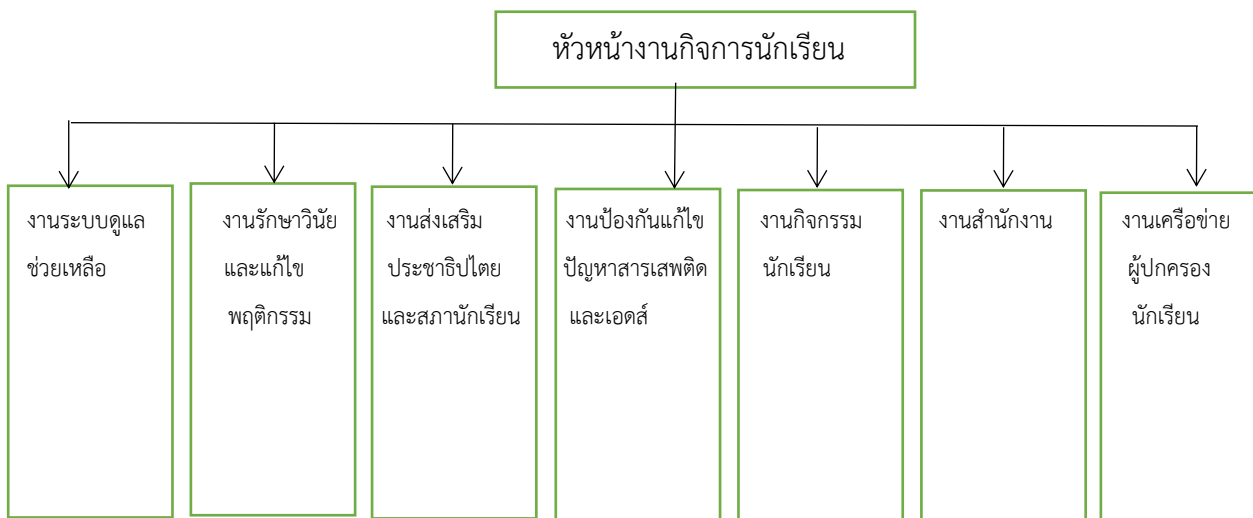 หัวหน้างานกิจการนักเรียน
งานระบบดูแล
ช่วยเหลือ
งานรักษาวินัย
และแก้ไข
พฤติกรรม
งานส่งเสริม
ประชาธิปไตย
และสภานักเรียน
งานป้องกันแก้ไข
ปัญหาสารเสพติด
และเอดส์
งานกิจกรรม
นักเรียน
งานสำนักงาน
งานเครือข่าย
ผู้ปกครอง
นักเรียน